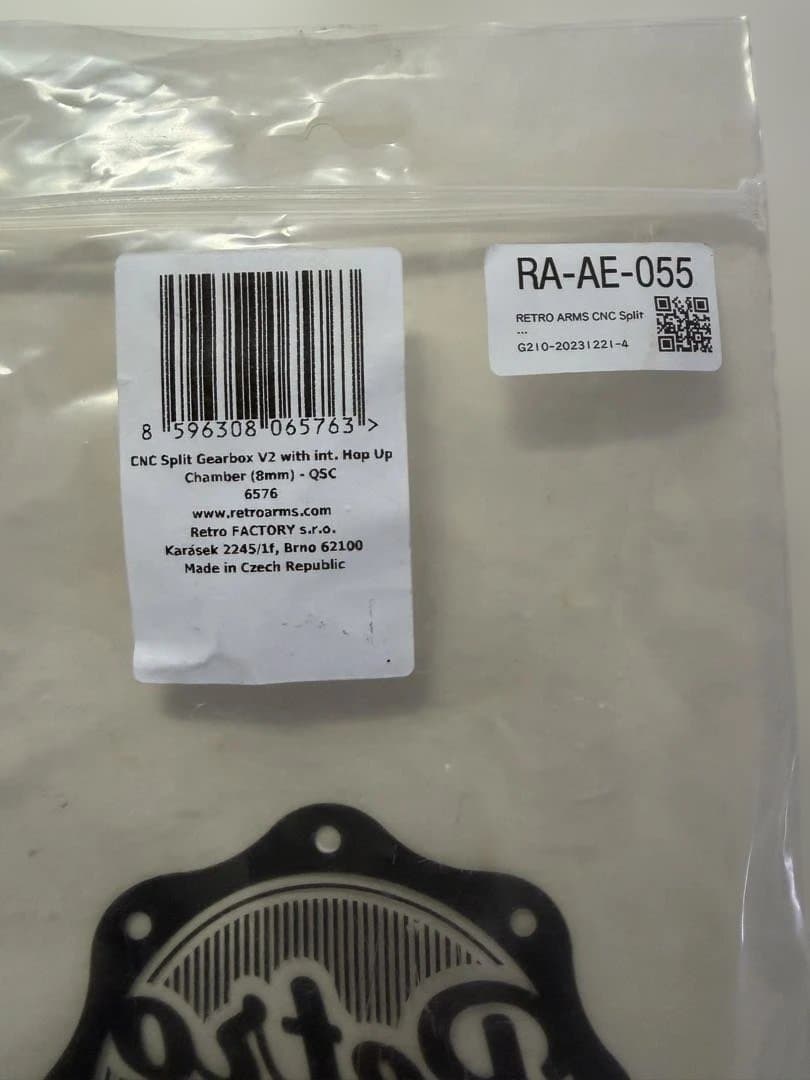 8 596308 065763 >
CNC Split Gearbox V2 with int. Hop Up
Chamber (8mm) - QSC
6576
www.retroarms.com
Retro FACTORY s.r.o.
Karásek 2245/1f, Brno 62100
Made in Czech Republic
RA-AE-055
RETRO ARMS CNC Split
...
G210-20231221-4
Retro